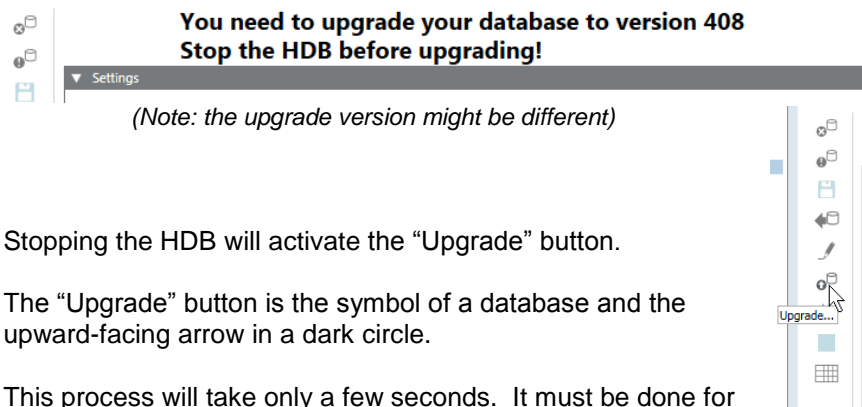 You need to upgrade your database to version 408
Stop the HDB before upgrading!
▼ Settings
(Note: the upgrade version might be different)
Stopping the HDB will activate the “Upgrade” button.
The “Upgrade” button is the symbol of a database and the
upward-facing arrow in a dark circle.
Upgrade...
This process will take only a few seconds.  It must be done for